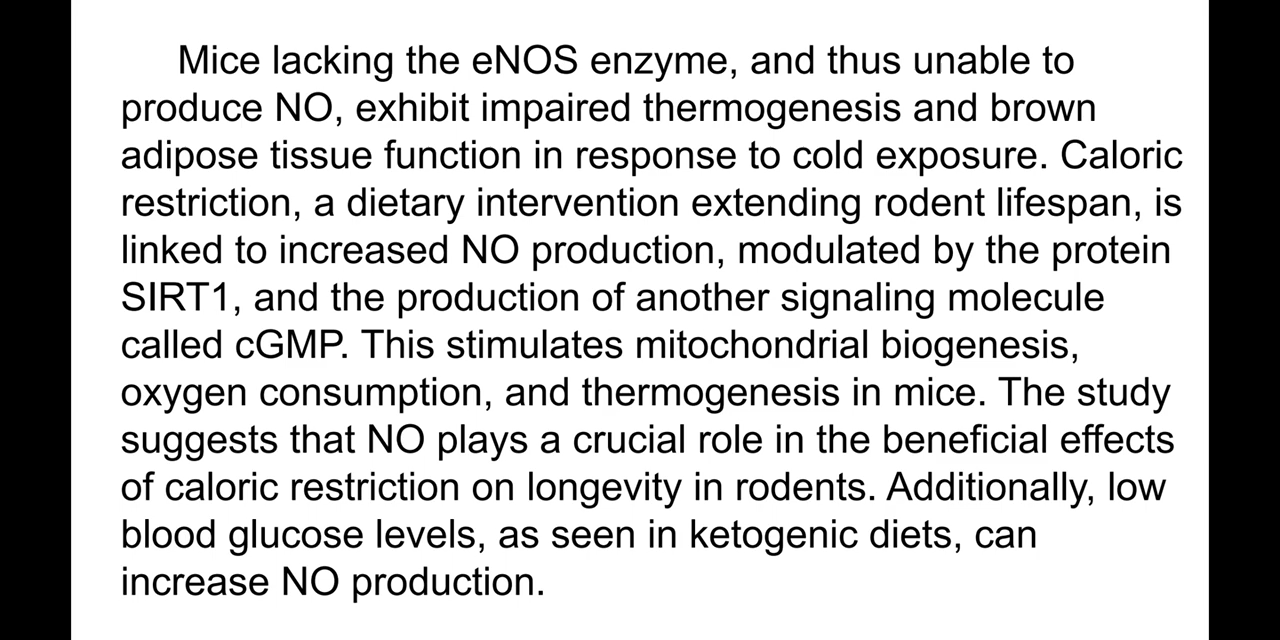 Mice lacking the eNOS enzyme, and thus unable to
produce NO, exhibit impaired thermogenesis and brown
adipose tissue function in response to cold exposure. Caloric
restriction, a dietary intervention extending rodent lifespan, is
linked to increased NO production, modulated by the protein
SIRT1, and the production of another signaling molecule
called cGMP. This stimulates mitochondrial biogenesis,
oxygen consumption, and thermogenesis in mice. The study
suggests that NO plays a crucial role in the beneficial effects
of caloric restriction on longevity in rodents. Additionally, low
blood glucose levels, as seen in ketogenic diets, can
increase NO production.